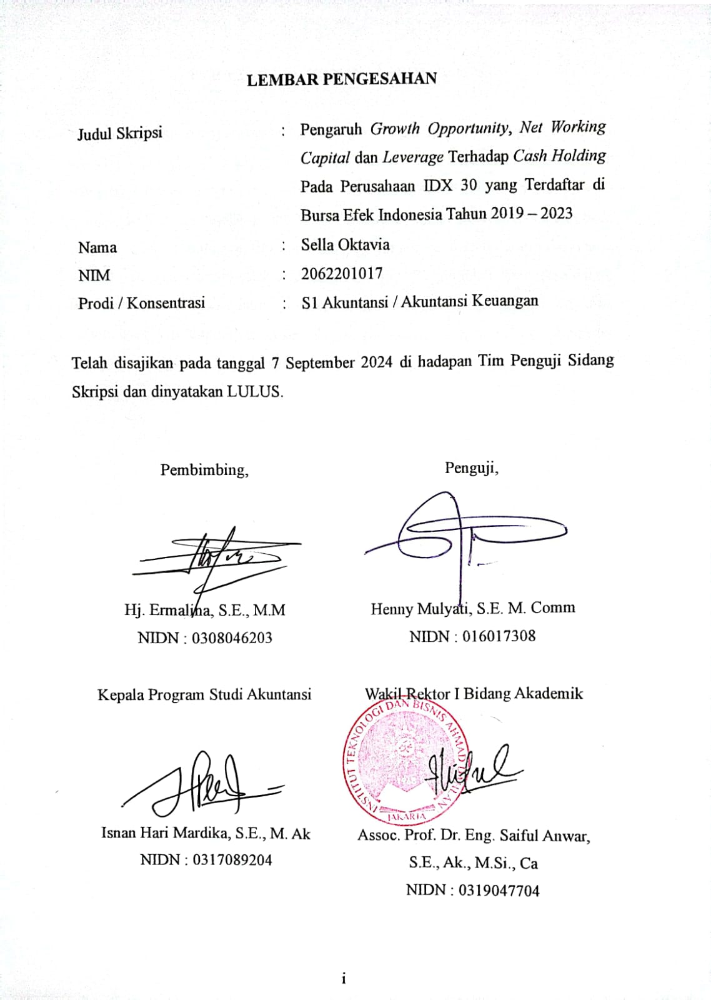 LEMBAR PENGESAHAN
Judul Skripsi : Pengaruh Growth Opportunity, Net Working
Capital dan Leverage Terhadap Cash Holding
Pada Perusahaan IDX 30 yang Terdaftar di
Bursa Efek Indonesia Tahun 2019 – 2023
Nama : Sella Oktavia
NIM : 2062201017
Prodi / Konsentrasi : S1 Akuntansi / Akuntansi Keuangan
Telah disajikan pada tanggal 7 September 2024 di hadapan Tim Penguji Sidang
Skripsi dan dinyatakan LULUS.
Pembimbing,
Hj. Ermalina, S.E., M.M
NIDN : 0308046203
Penguji,
Henny Mulyati, S.E. M. Comm
NIDN : 016017308
Kepala Program Studi Akuntansi
Isnan Hari Mardika, S.E., M. Ak
NIDN : 0317089204
Wakil Rektor I Bidang Akademik
INSTITUT TEKNOLOGI DAN BISNIS AHMAD DAHLAN
JAKARTA
Assoc. Prof. Dr. Eng. Saiful Anwar,
S.E., Ak., M.Si., Ca
NIDN : 0319047704
i